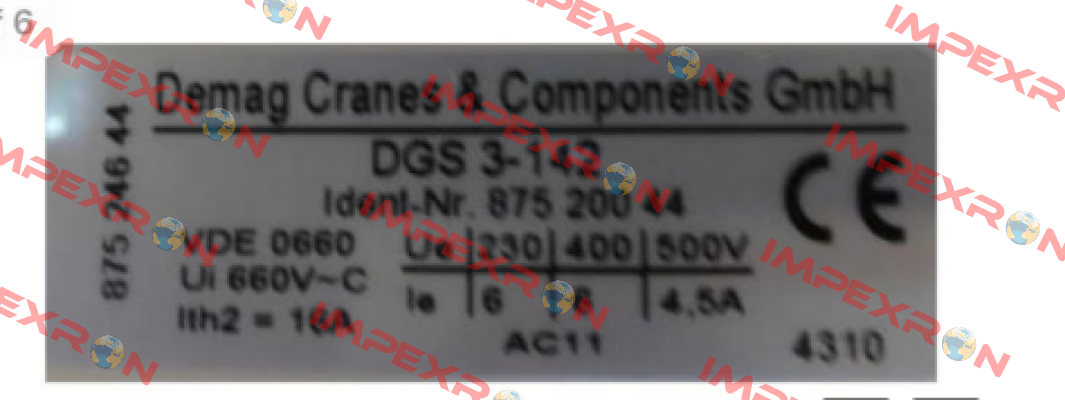 f 6
Demag Cranes & Components GmbH
875 246 44
DGS 3-142
Ident-Nr. 875 200 44
CE
VDE 0660
Ui 660V~C
Ith2 = 16A
Ue 230 400 500V
Ie 6 6 4,5A
AC11
4310
IMPEXRON